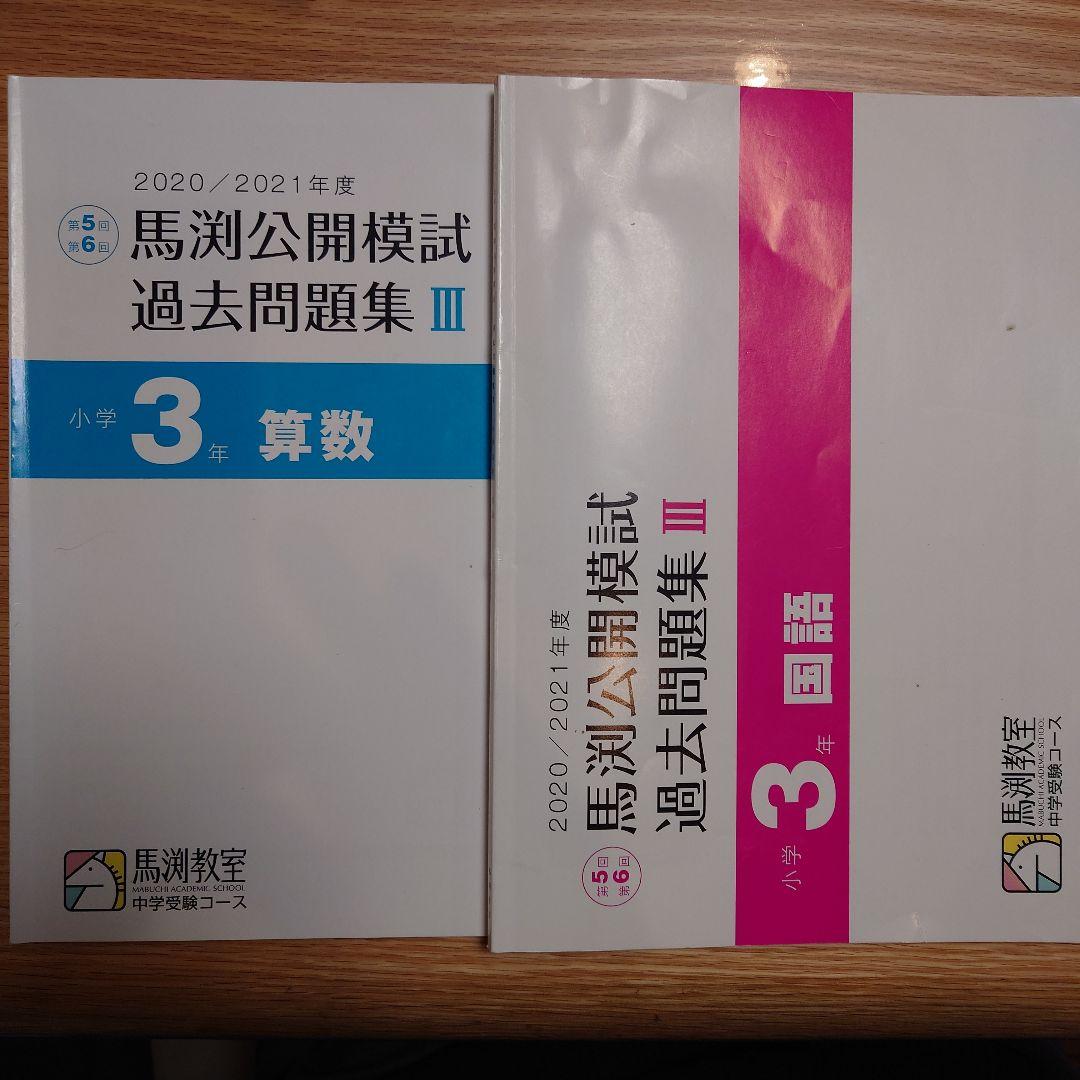 2020／2021年度
第5回
第6回
馬渕公開模試
過去問題集 Ⅲ
小学3年 算数
馬渕教室
MABUCHI ACADEMIC SCHOOL
中学受験コース
2020／2021年度
第5回
第6回
馬渕公開模試
過去問題集 Ⅲ
小学3年 国語
馬渕教室
MABUCHI ACADEMIC SCHOOL
中学受験コース